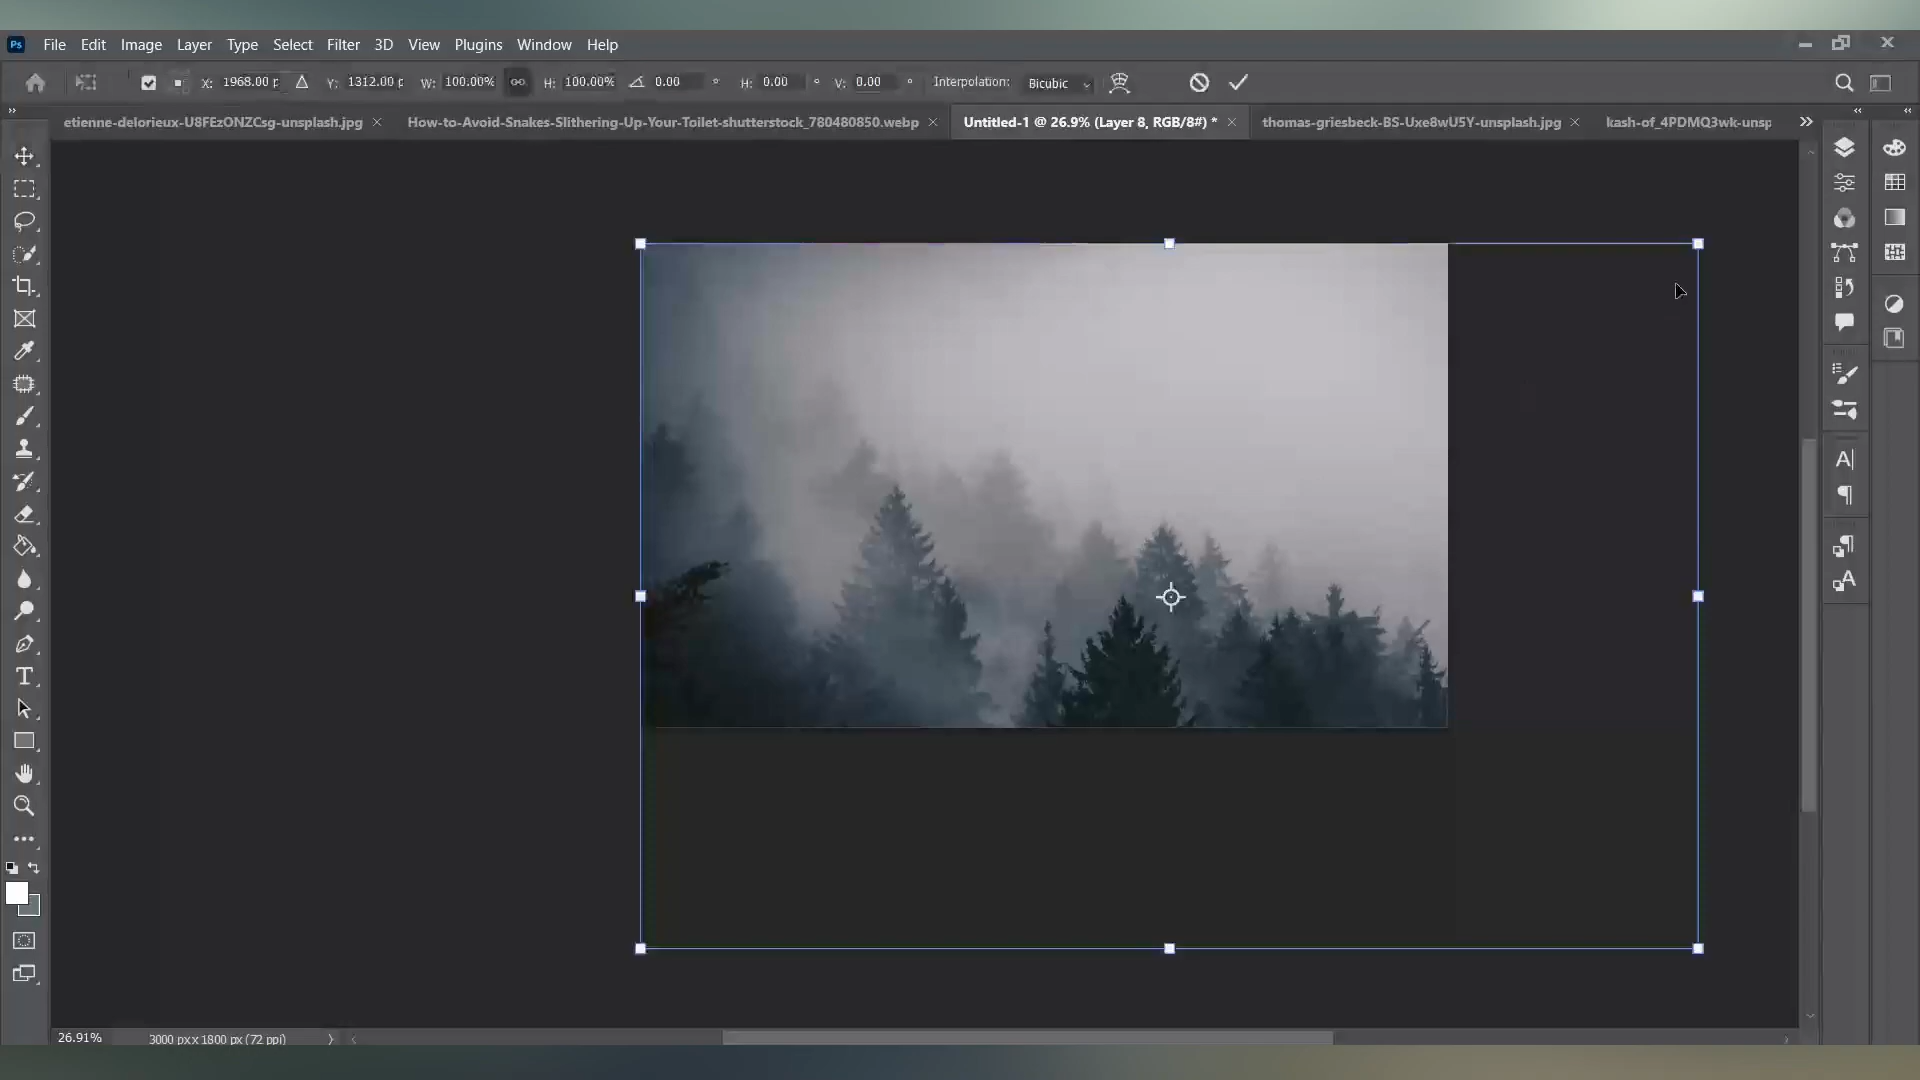 Ps File Edit Image Layer Type Select Filter 3D View Plugins Window Help
X: 1968.00 p Y: 1312.00 p W: 100.00% H: 100.00% 0.00 ° H: 0.00 ° V: 0.00 ° Interpolation: Bicubic
etienne-delorieux-U8FEzONZCsg-unsplash.jpg × How-to-Avoid-Snakes-Slithering-Up-Your-Toilet-shutterstock_780480850.webp × Untitled-1 @ 26.9% (Layer 8, RGB/8#) * × thomas-griesbeck-BS-Uxe8wU5Y-unsplash.jpg × kash-of_4PDMQ3wk-unsp
26.91% 3000 px x 1800 px (72 ppi)